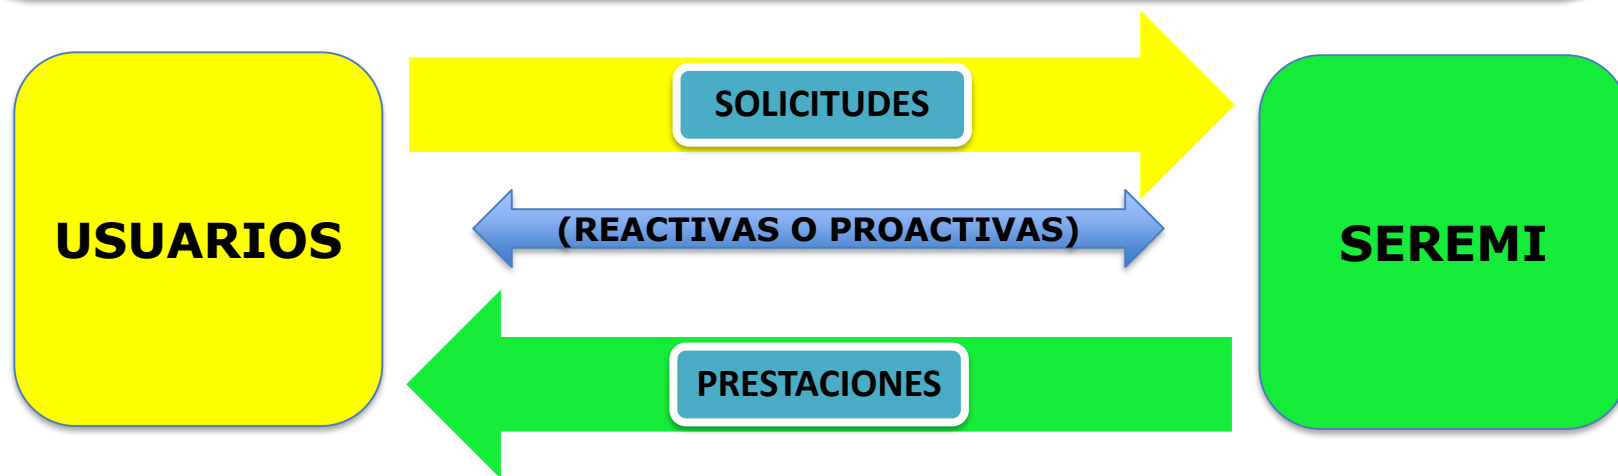 SOLICITUDES
USUARIOS
(REACTIVAS O PROACTIVAS)
SEREMI
PRESTACIONES